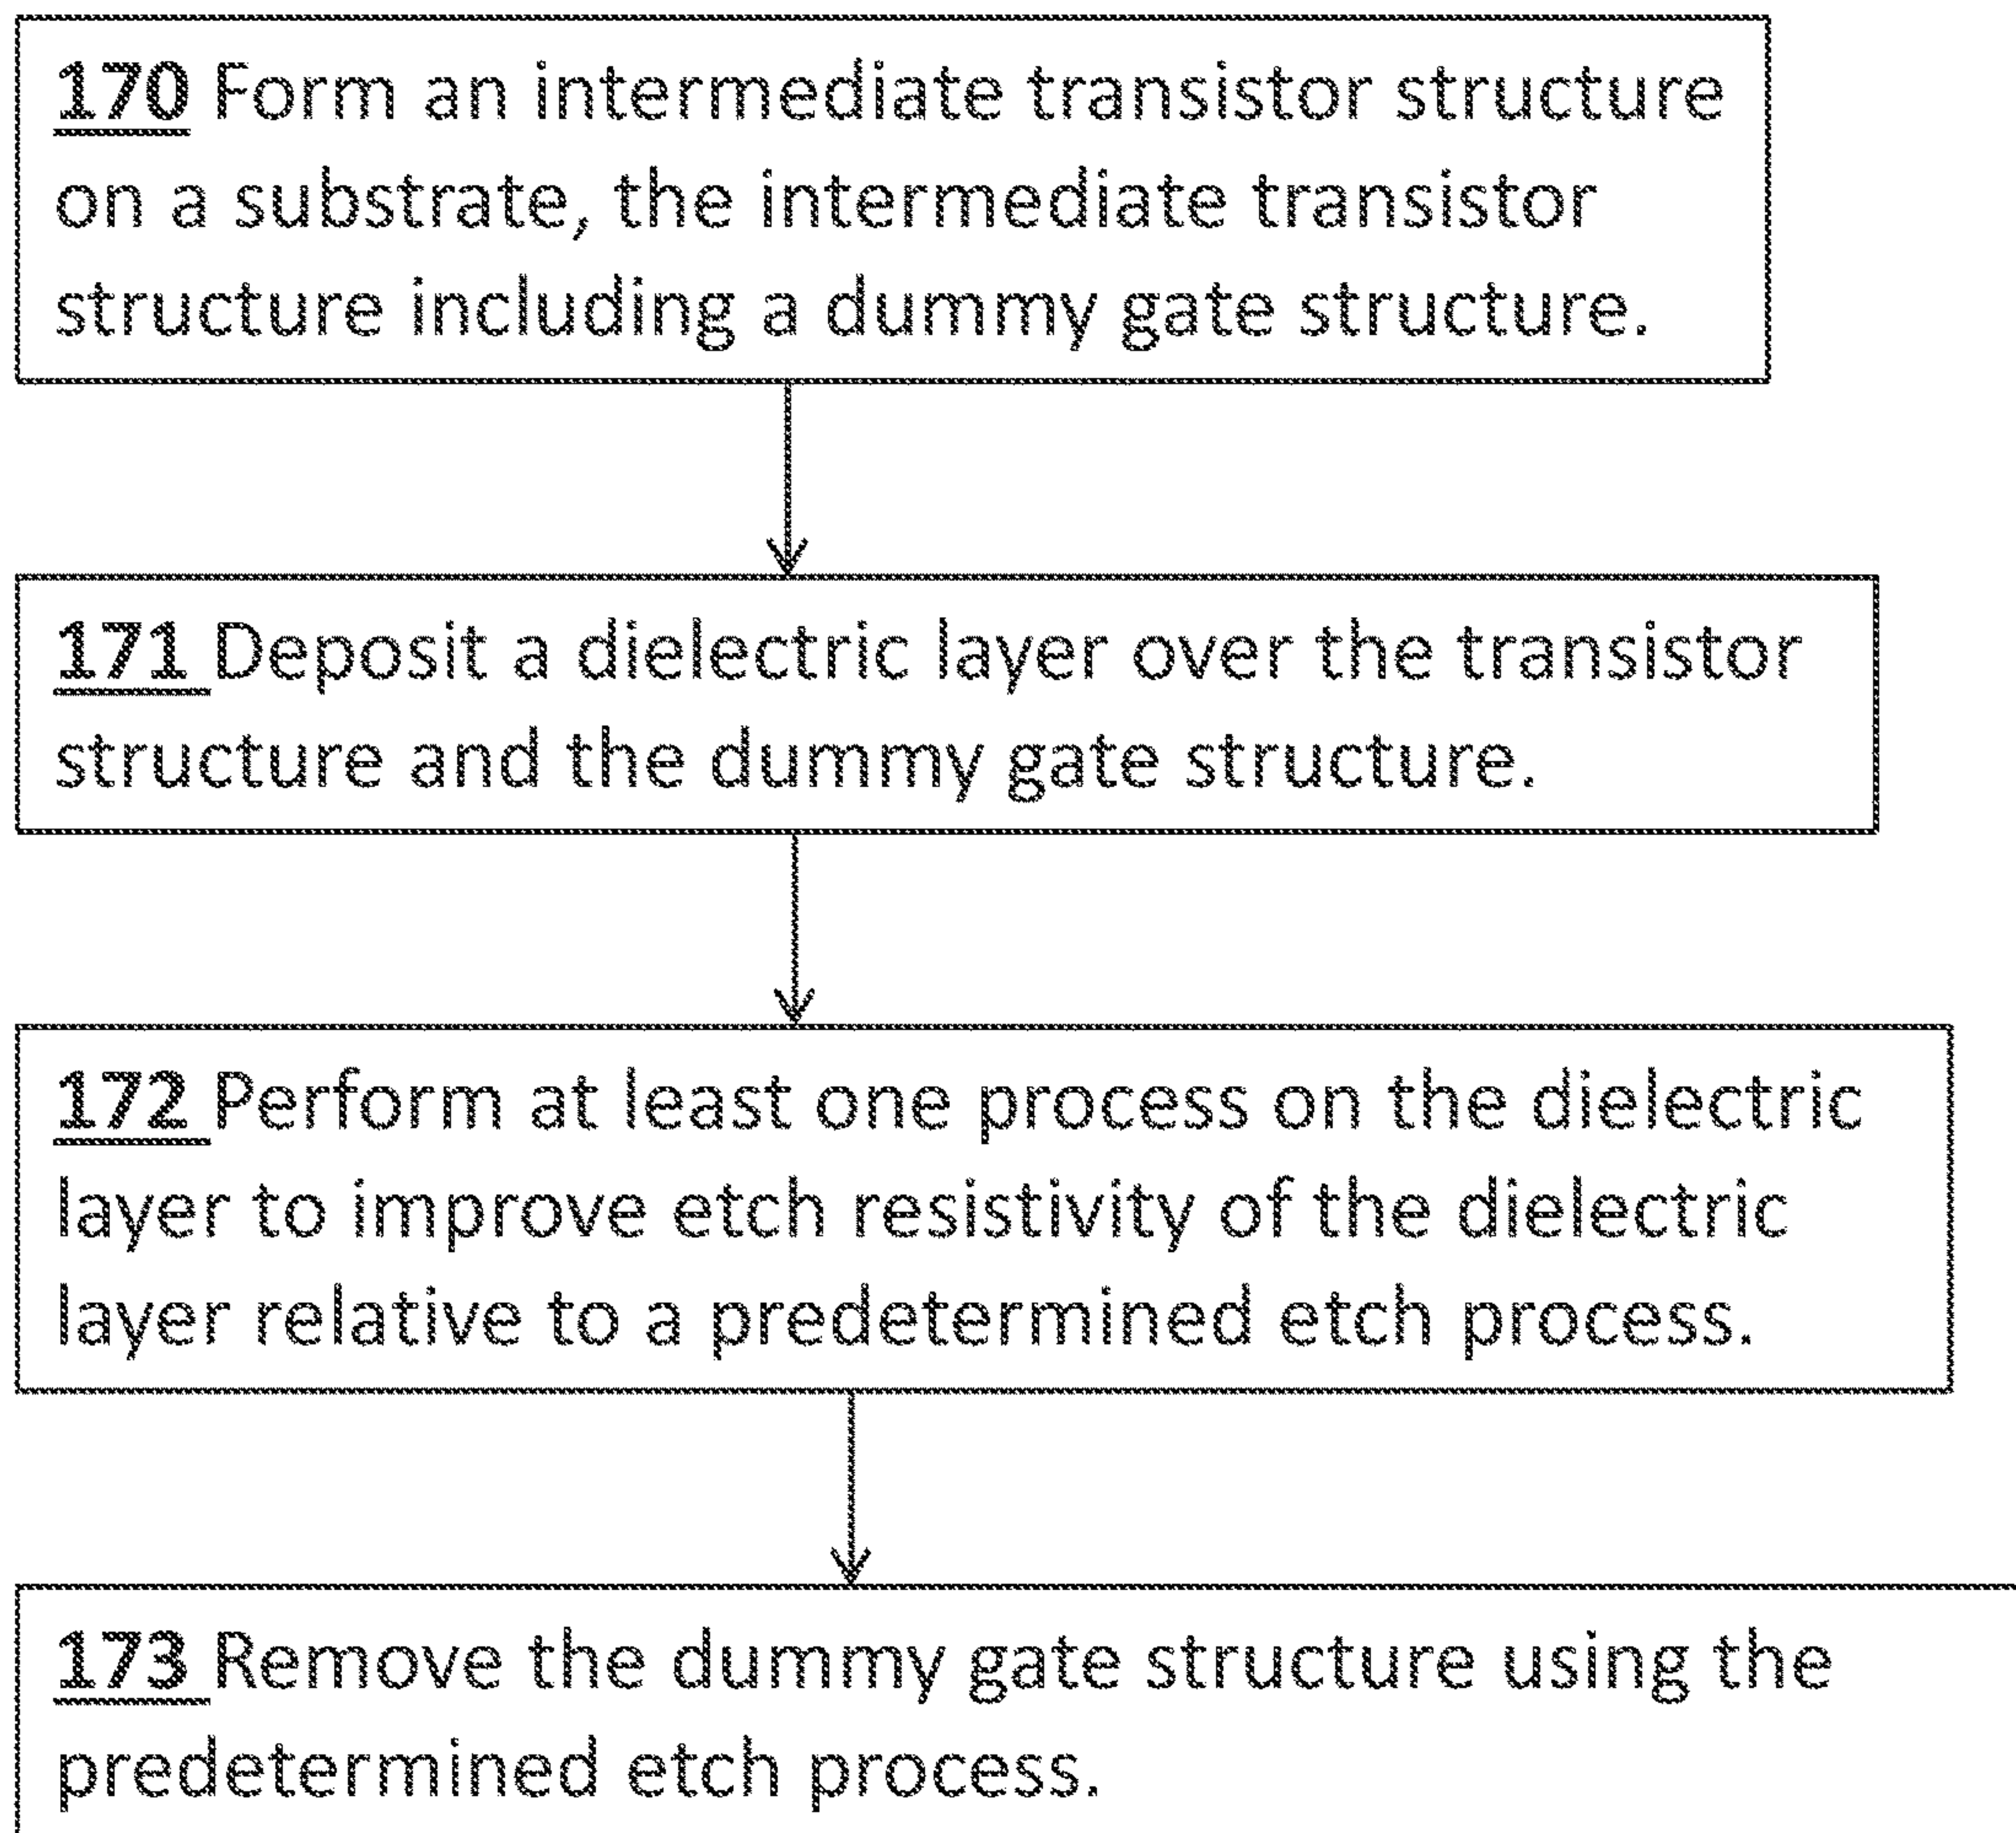 170 Form an intermediate transistor structure
on a substrate, the intermediate transistor
structure including a dummy gate structure.
171 Deposit a dielectric layer over the transistor
structure and the dummy gate structure.
172 Perform at least one process on the dielectric
layer to improve etch resistivity of the dielectric
layer relative to a predetermined etch process.
173 Remove the dummy gate structure using the
predetermined etch process.